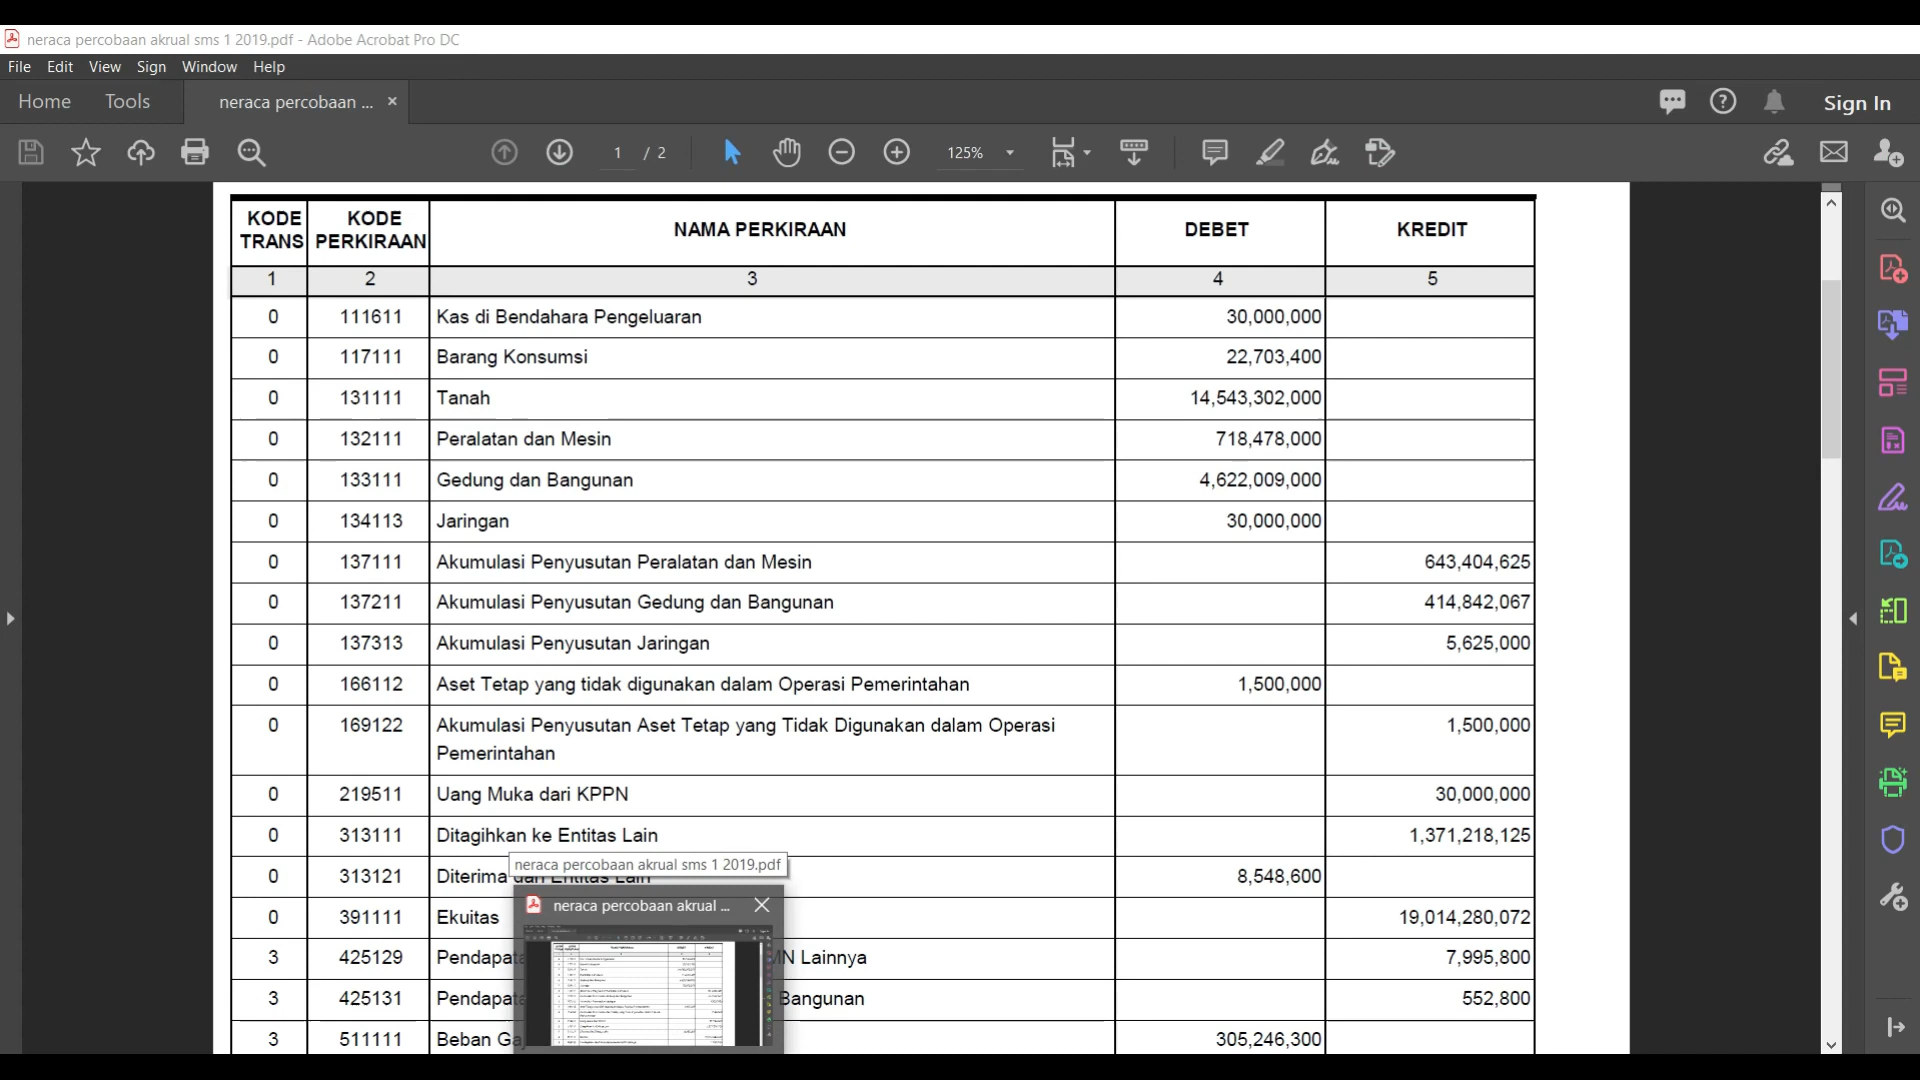 neraca percobaan akrual sms 1 2019.pdf - Adobe Acrobat Pro DC
File Edit View Sign Window Help
Home Tools neraca percobaan ... × Sign In
1 / 2 125%
KODE TRANS KODE PERKIRAAN NAMA PERKIRAAN DEBET KREDIT
1 2 3 4 5
0 111611 Kas di Bendahara Pengeluaran 30,000,000
0 117111 Barang Konsumsi 22,703,400
0 131111 Tanah 14,543,302,000
0 132111 Peralatan dan Mesin 718,478,000
0 133111 Gedung dan Bangunan 4,622,009,000
0 134113 Jaringan 30,000,000
0 137111 Akumulasi Penyusutan Peralatan dan Mesin 643,404,625
0 137211 Akumulasi Penyusutan Gedung dan Bangunan 414,842,067
0 137313 Akumulasi Penyusutan Jaringan 5,625,000
0 166112 Aset Tetap yang tidak digunakan dalam Operasi Pemerintahan 1,500,000
0 169122 Akumulasi Penyusutan Aset Tetap yang Tidak Digunakan dalam Operasi 1,500,000
Pemerintahan
0 219511 Uang Muka dari KPPN 30,000,000
0 313111 Ditagihkan ke Entitas Lain 1,371,218,125
neraca percobaan akrual sms 1 2019.pdf
0 313121 Diterima dari Entitas Lain 8,548,600
neraca percobaan akrual ...
0 391111 Ekuitas 19,014,280,072
3 425129 Lainnya 7,995,800
3 425131 Bangunan 552,800
3 511111 Beban 305,246,300